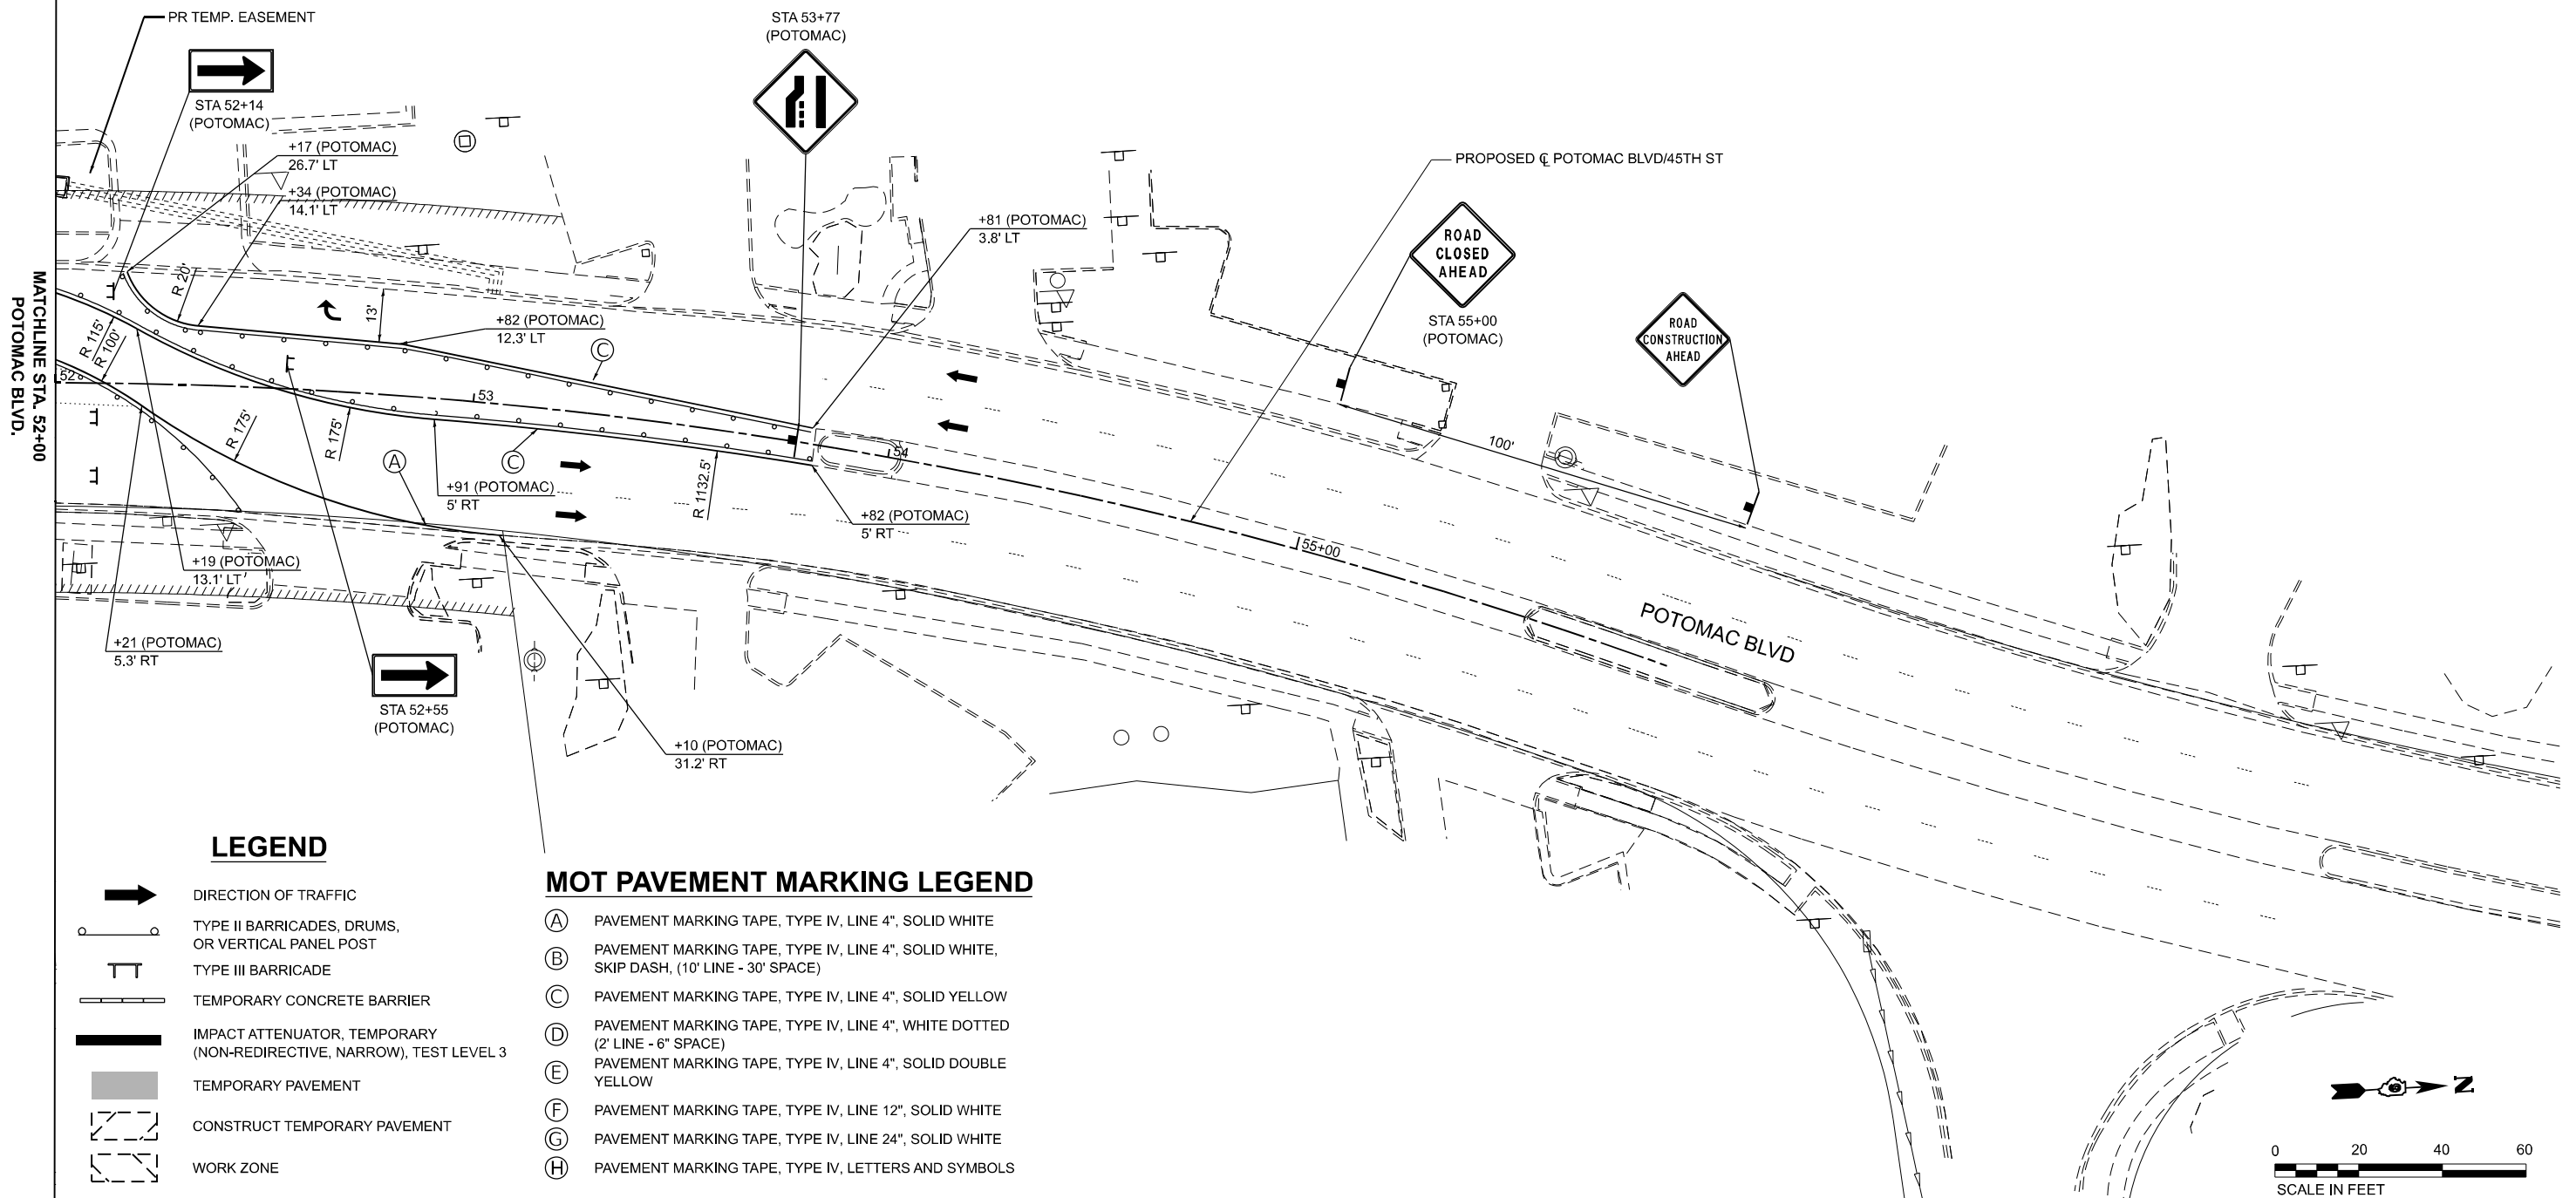 PR TEMP. EASEMENT
STA 52+14
(POTOMAC)
+17 (POTOMAC)
26.7' LT
+34 (POTOMAC)
14.1' LT
STA 53+77
(POTOMAC)
+81 (POTOMAC)
3.8' LT
PROPOSED ℄ POTOMAC BLVD/45TH ST
ROAD
CLOSED
AHEAD
STA 55+00
(POTOMAC)
ROAD
CONSTRUCTION
AHEAD
MATCHLINE STA. 52+00
POTOMAC BLVD.
R 20'
13'
+82 (POTOMAC)
12.3' LT
C
R 115'
R 100'
52
53
54
55+00
100'
R 175'
R 175'
A
C
+91 (POTOMAC)
5' RT
R 1132.5'
+82 (POTOMAC)
5' RT
+19 (POTOMAC)
13.1' LT
+21 (POTOMAC)
5.3' RT
STA 52+55
(POTOMAC)
+10 (POTOMAC)
31.2' RT
POTOMAC BLVD
LEGEND
DIRECTION OF TRAFFIC
TYPE II BARRICADES, DRUMS,
OR VERTICAL PANEL POST
TYPE III BARRICADE
TEMPORARY CONCRETE BARRIER
IMPACT ATTENUATOR, TEMPORARY
(NON-REDIRECTIVE, NARROW), TEST LEVEL 3
TEMPORARY PAVEMENT
CONSTRUCT TEMPORARY PAVEMENT
WORK ZONE
MOT PAVEMENT MARKING LEGEND
A PAVEMENT MARKING TAPE, TYPE IV, LINE 4", SOLID WHITE
B PAVEMENT MARKING TAPE, TYPE IV, LINE 4", SOLID WHITE,
SKIP DASH, (10' LINE - 30' SPACE)
C PAVEMENT MARKING TAPE, TYPE IV, LINE 4", SOLID YELLOW
D PAVEMENT MARKING TAPE, TYPE IV, LINE 4", WHITE DOTTED
(2' LINE - 6" SPACE)
E PAVEMENT MARKING TAPE, TYPE IV, LINE 4", SOLID DOUBLE
YELLOW
F PAVEMENT MARKING TAPE, TYPE IV, LINE 12", SOLID WHITE
G PAVEMENT MARKING TAPE, TYPE IV, LINE 24", SOLID WHITE
H PAVEMENT MARKING TAPE, TYPE IV, LETTERS AND SYMBOLS
N
0 20 40 60
SCALE IN FEET